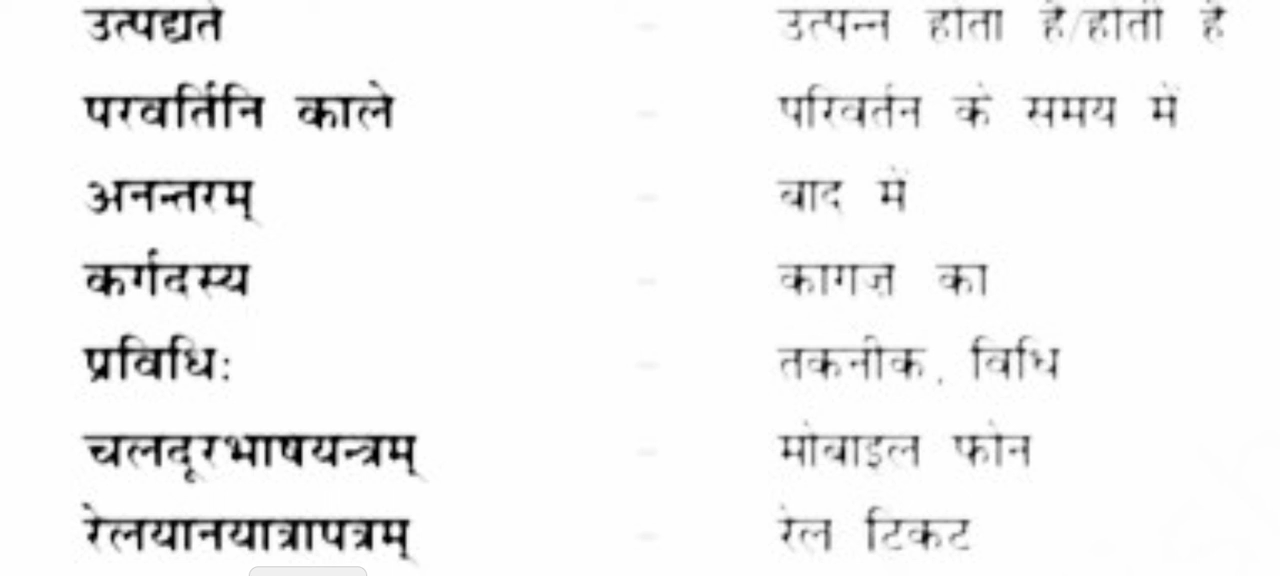 उत्पद्यते - उत्पन्न होता है/होती है
परवर्तिनि काले - परिवर्तन के समय में
अनन्तरम् - बाद में
कर्गदस्य - कागज़ का
प्रविधिः - तकनीक, विधि
चलदूरभाषयन्त्रम् - मोबाइल फोन
रेलयानयात्रापत्रम् - रेल टिकट